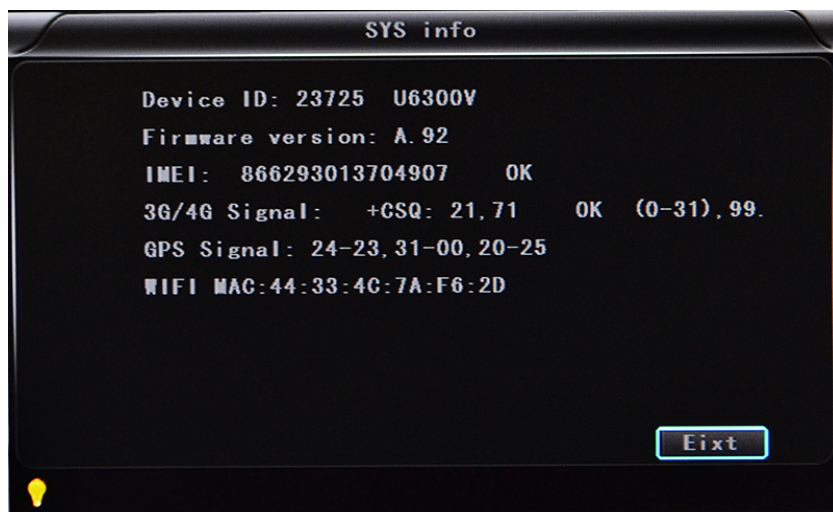 SYS info
Device ID: 23725 U6300V
Firmware version: A.92
IMEI: 866293013704907 OK
3G/4G Signal: +CSQ: 21,71 OK (0-31),99.
GPS Signal: 24-23,31-00,20-25
WIFI MAC:44:33:4C:7A:F6:2D
Eixt